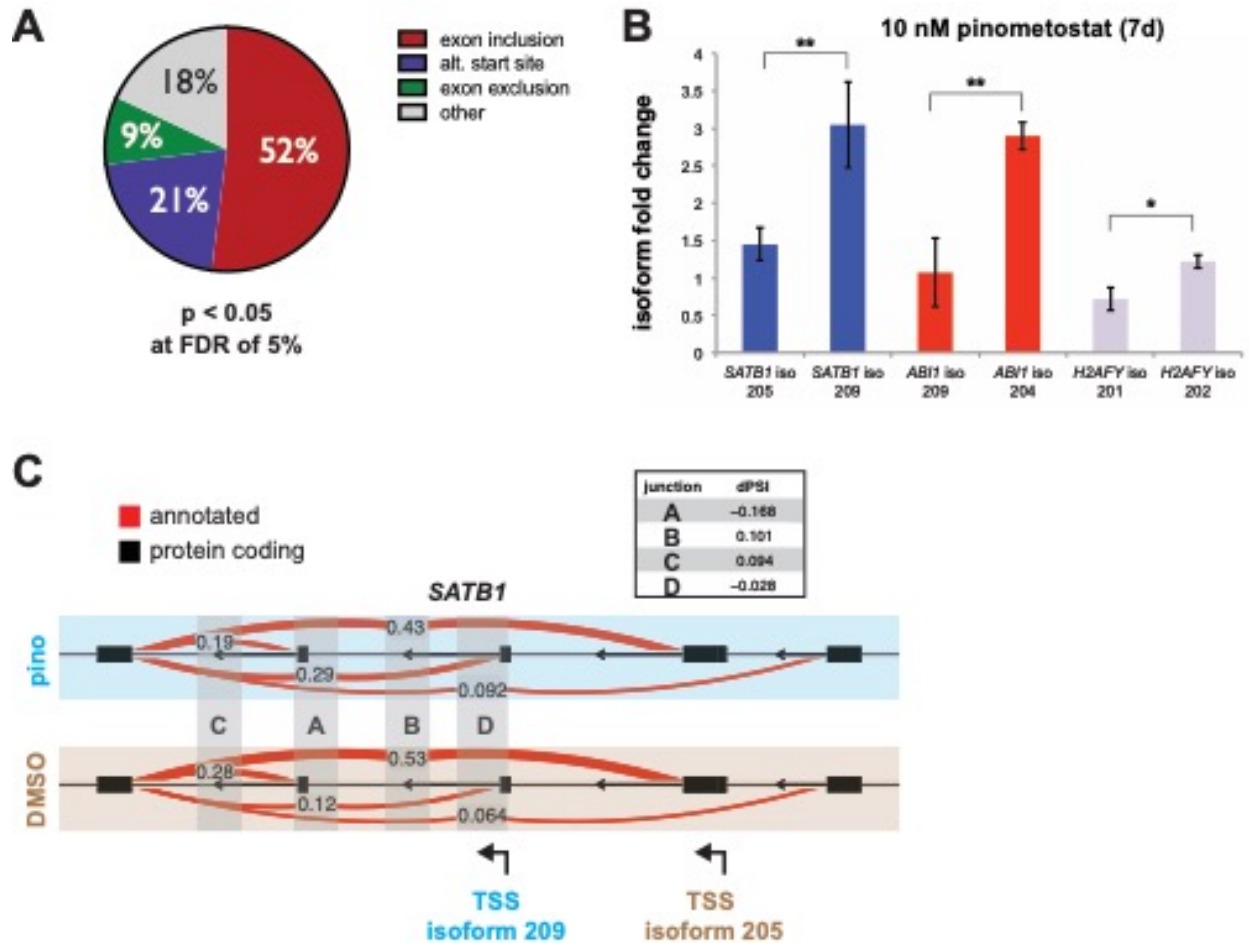 A
18%
9%
52%
21%
exon inclusion
alt. start site
exon exclusion
other
p < 0.05
at FDR of 5%
B
10 nM pinometostat (7d)
isoform fold change
4
3.5
3
2.5
2
1.5
1
0.5
0
**
**
*
SATB1 iso
205
SATB1 iso
209
ABI1 iso
209
ABI1 iso
204
H2AFY iso
201
H2AFY iso
202
C
annotated
protein coding
junction dPSI
A −0.168
B 0.101
C 0.094
D −0.028
SATB1
pino
0.43
0.19
0.29
0.092
C A B D
DMSO
0.53
0.28
0.12
0.064
TSS
isoform 209
TSS
isoform 205